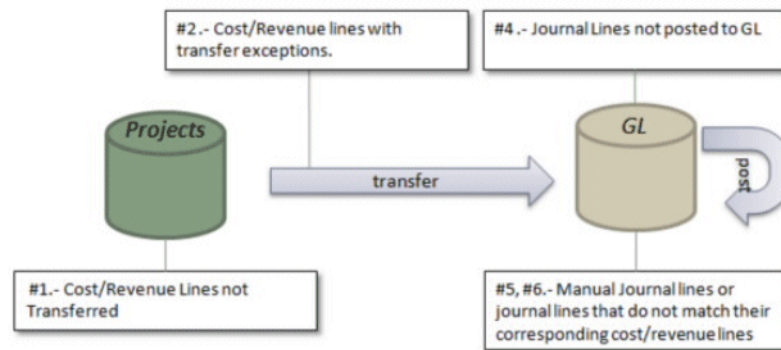 #2.- Cost/Revenue lines with
transfer exceptions.
#4.- Journal Lines not posted to GL
Projects
GL
transfer
post
#1.- Cost/Revenue Lines not
Transferred
#5, #6.- Manual Journal lines or
journal lines that do not match their
corresponding cost/revenue lines